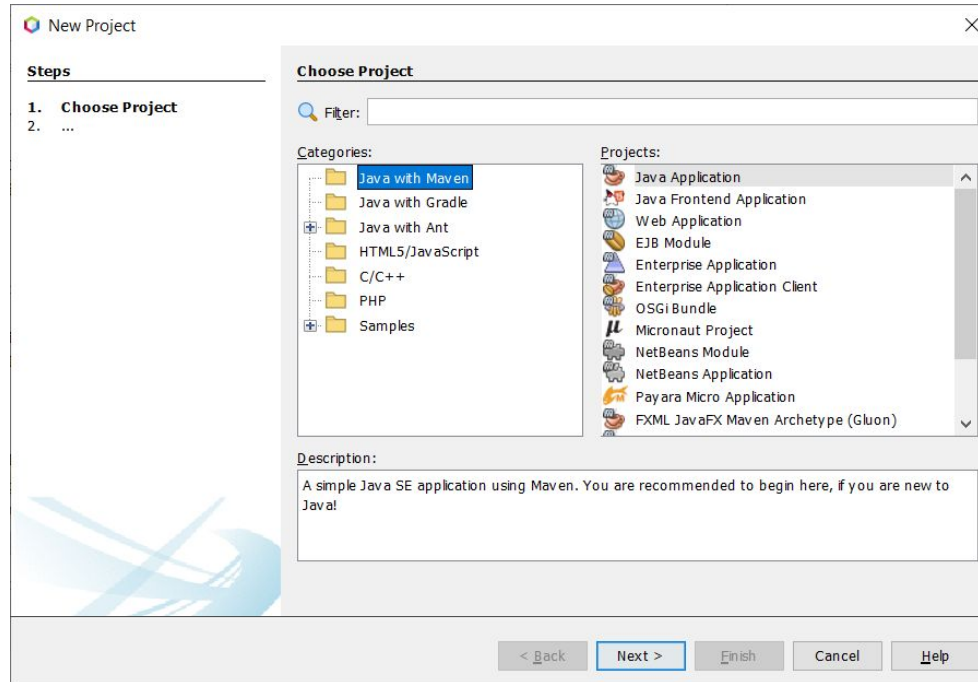 New Project
Steps
1. Choose Project
2. ...
Choose Project
Filter:
Categories:
Java with Maven
Java with Gradle
Java with Ant
HTML5/JavaScript
C/C++
PHP
Samples
Projects:
Java Application
Java Frontend Application
Web Application
EJB Module
Enterprise Application
Enterprise Application Client
OSGi Bundle
Micronaut Project
NetBeans Module
NetBeans Application
Payara Micro Application
FXML JavaFX Maven Archetype (Gluon)
Description:
A simple Java SE application using Maven. You are recommended to begin here, if you are new to
Java!
< Back
Next >
Finish
Cancel
Help